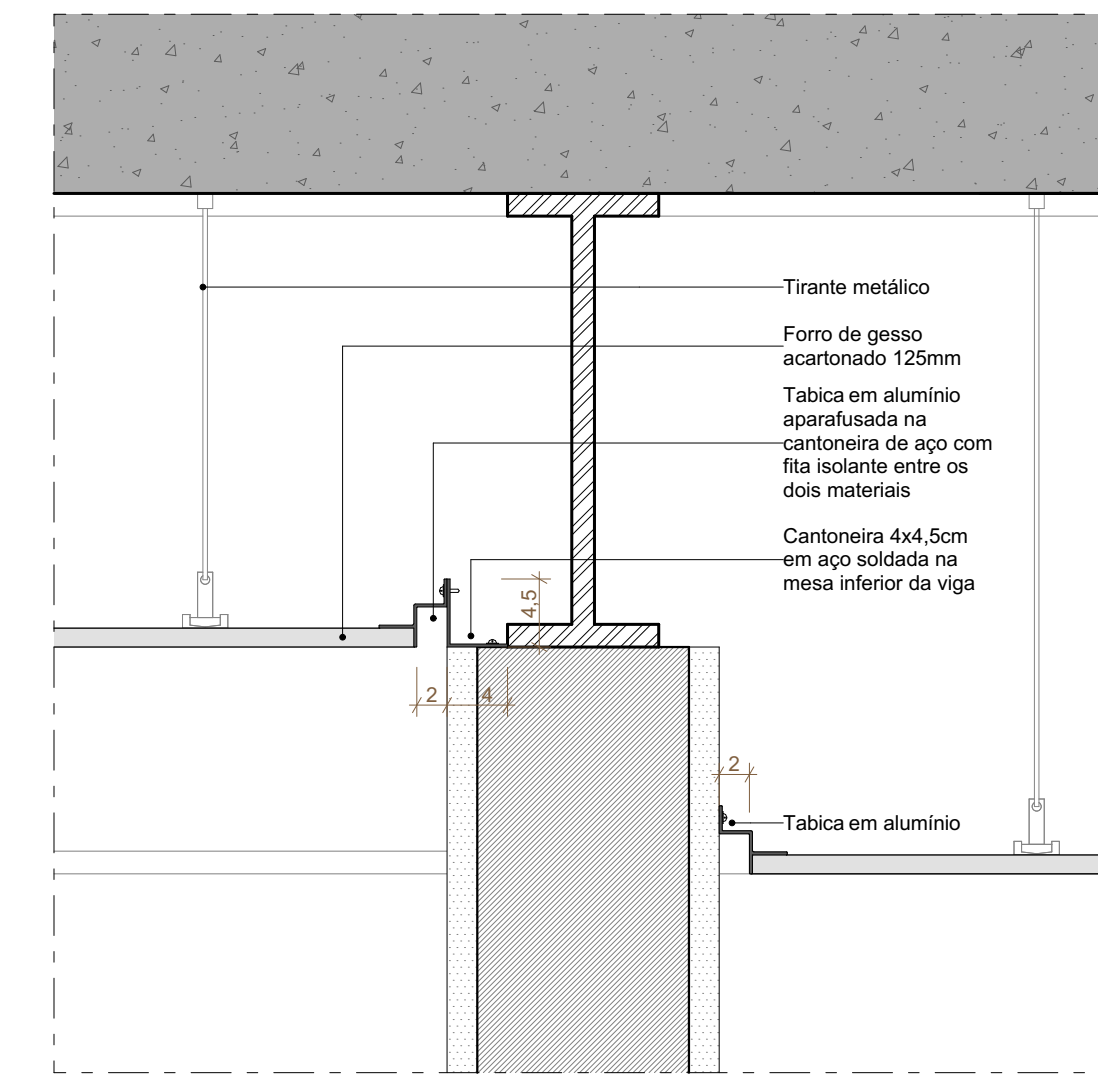 Tirante metálico
Forro de gesso
acartonado 125mm
Tabica em alumínio
aparafusada na
cantoneira de aço com
fita isolante entre os
dois materiais
Cantoneira 4x4,5cm
em aço soldada na
mesa inferior da viga
4,5
2
4
2
Tabica em alumínio